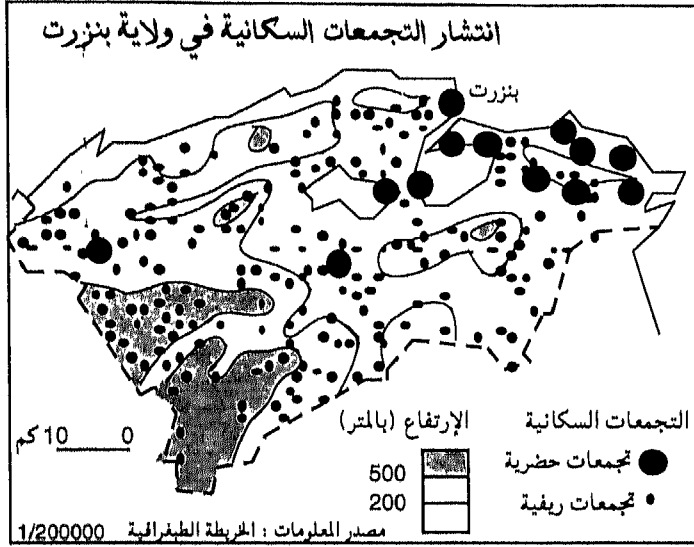 انتشار التجمعات السكانية في ولاية بنزرت
بنزرت
التجمعات السكانية
تجمعات حضرية
تجمعات ريفية
الإرتفاع (بالمتر)
500
200
0 10 كم
مصدر المعلومات : الخريطة الطبغرافية 1/200000